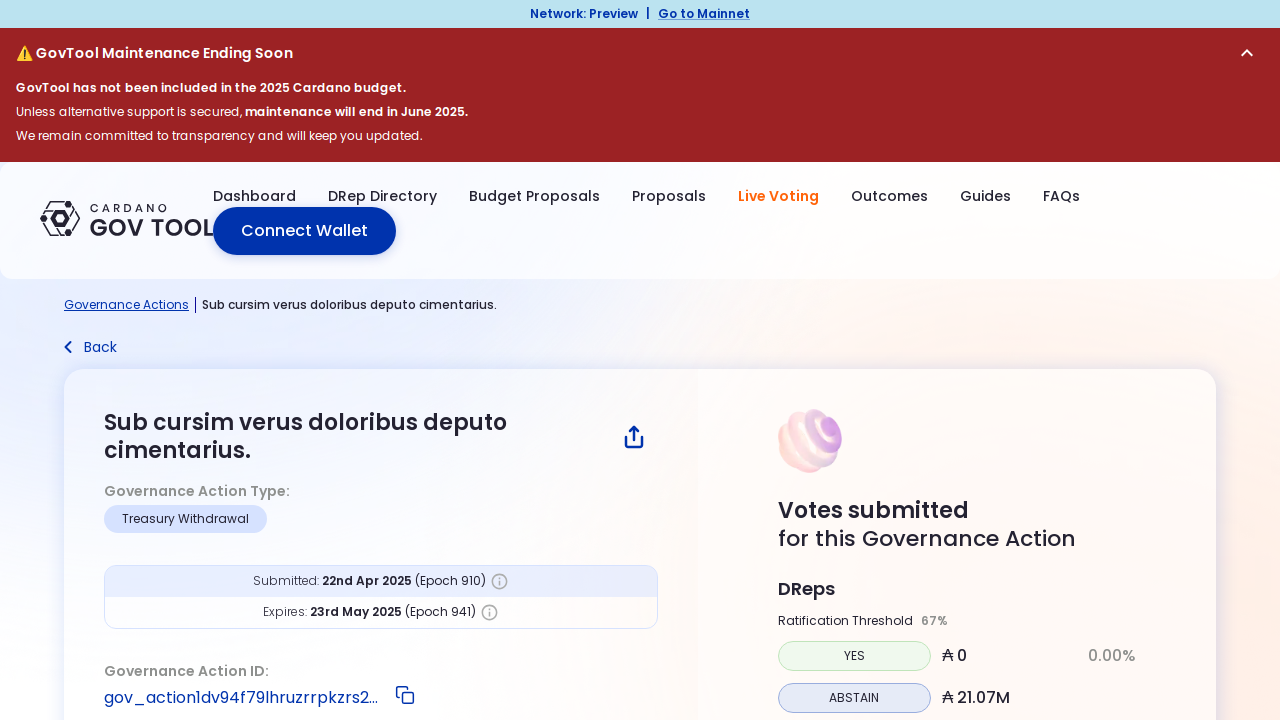 Network: Preview | Go to Mainnet
⚠️ GovTool Maintenance Ending Soon
GovTool has not been included in the 2025 Cardano budget.
Unless alternative support is secured, maintenance will end in June 2025.
We remain committed to transparency and will keep you updated.
CARDANO
GOV TOOL
Dashboard DRep Directory Budget Proposals Proposals Live Voting Outcomes Guides FAQs
Connect Wallet
Governance Actions | Sub cursim verus doloribus deputo cimentarius.
Back
Sub cursim verus doloribus deputo
cimentarius.
Governance Action Type:
Treasury Withdrawal
Submitted: 22nd Apr 2025 (Epoch 910)
Expires: 23rd May 2025 (Epoch 941)
Governance Action ID:
gov_action1dv94f79lhruzrrpkzrs2...
Votes submitted
for this Governance Action
DReps
Ratification Threshold 67%
YES ₳ 0 0.00%
ABSTAIN ₳ 21.07M